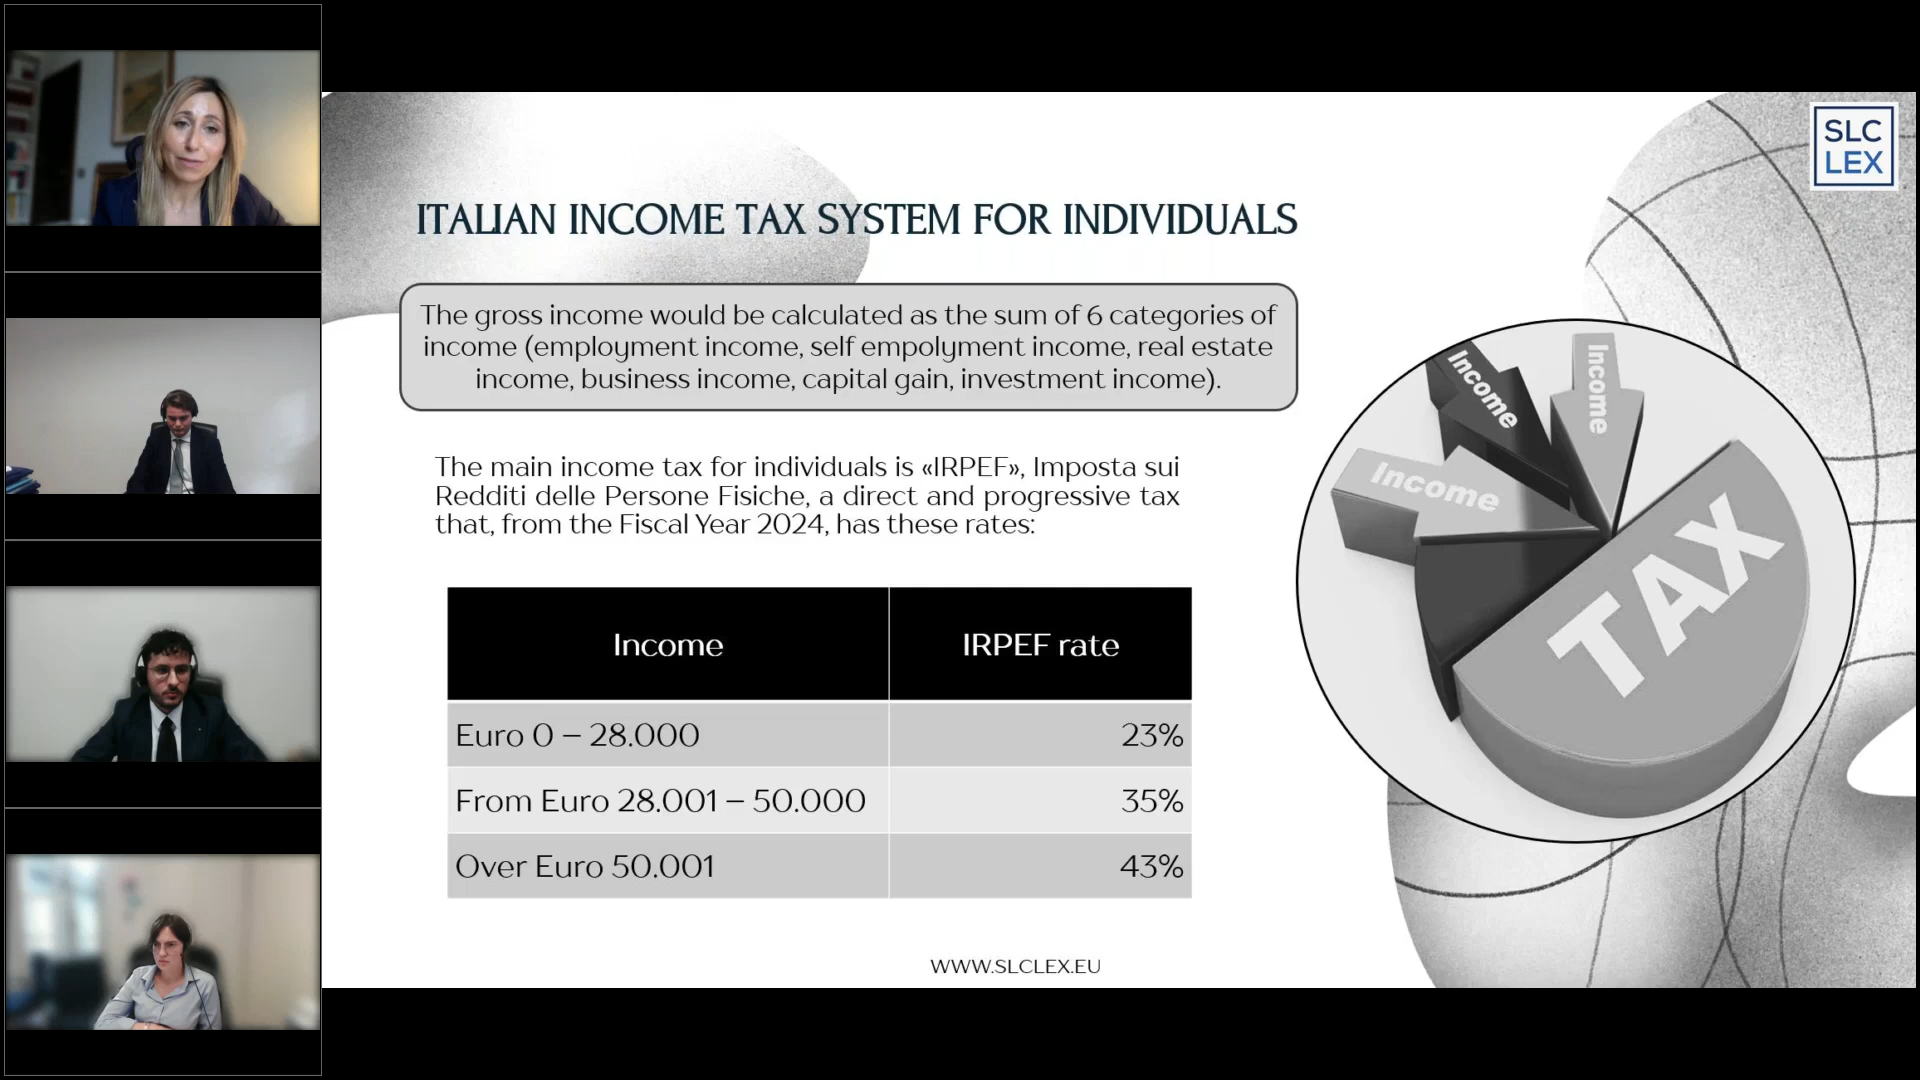 SLC
LEX
ITALIAN INCOME TAX SYSTEM FOR INDIVIDUALS
The gross income would be calculated as the sum of 6 categories of
income (employment income, self empolyment income, real estate
income, business income, capital gain, investment income).
The main income tax for individuals is «IRPEF», Imposta sui
Redditi delle Persone Fisiche, a direct and progressive tax
that, from the Fiscal Year 2024, has these rates:
Income IRPEF rate
Euro 0 – 28.000 23%
From Euro 28.001 – 50.000 35%
Over Euro 50.001 43%
Income
Income
Income
TAX
WWW.SLCLEX.EU